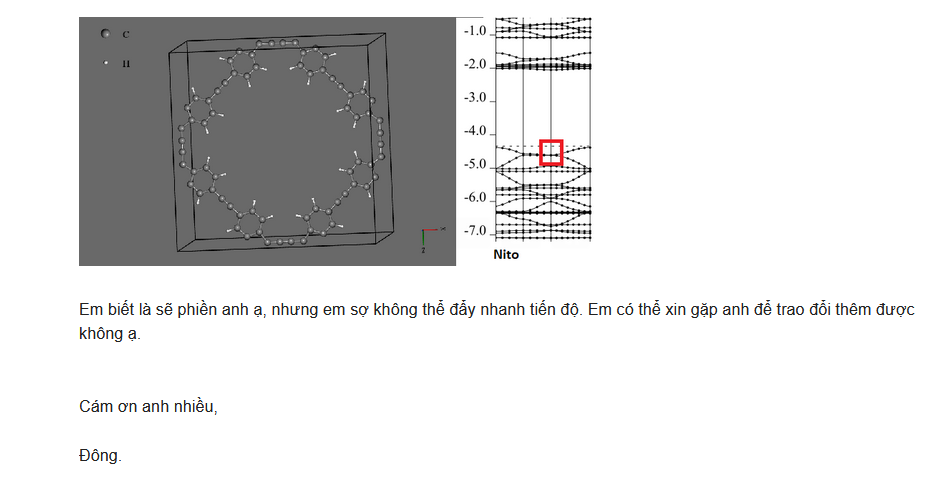 C
H
x
z
-1.0
-2.0
-3.0
-4.0
-5.0
-6.0
-7.0
Nito
Em biết là sẽ phiền anh ạ, nhưng em sợ không thể đẩy nhanh tiến độ. Em có thể xin gặp anh để trao đổi thêm được
không ạ.
Cám ơn anh nhiều,
Đông.